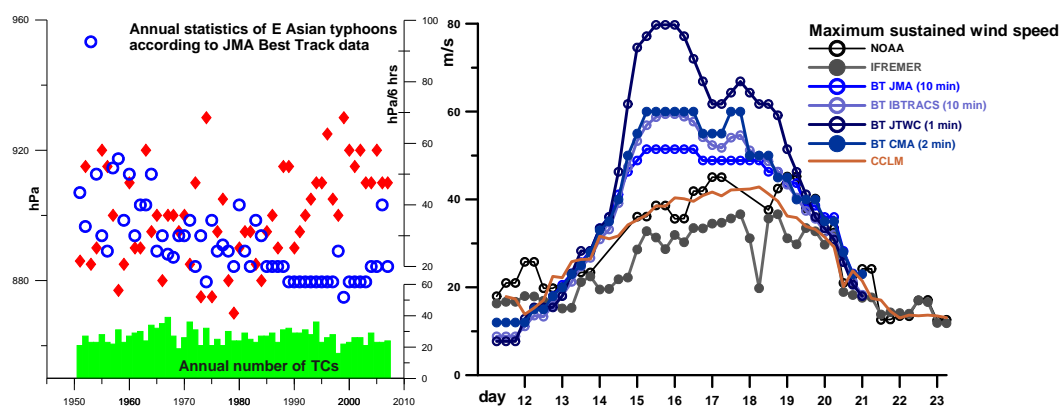 Annual statistics of E Asian typhoons
according to JMA Best Track data
960
920
880
hPa
100
80
60
40
20
hPa/6 hrs
60
40
20
0
Annual number of TCs
1950
1960
1970
1980
1990
2000
2010
80
60
40
20
0
m/s
Maximum sustained wind speed
NOAA
IFREMER
BT JMA (10 min)
BT IBTRACS (10 min)
BT JTWC (1 min)
BT CMA (2 min)
CCLM
day 12 13 14 15 16 17 18 19 20 21 22 23